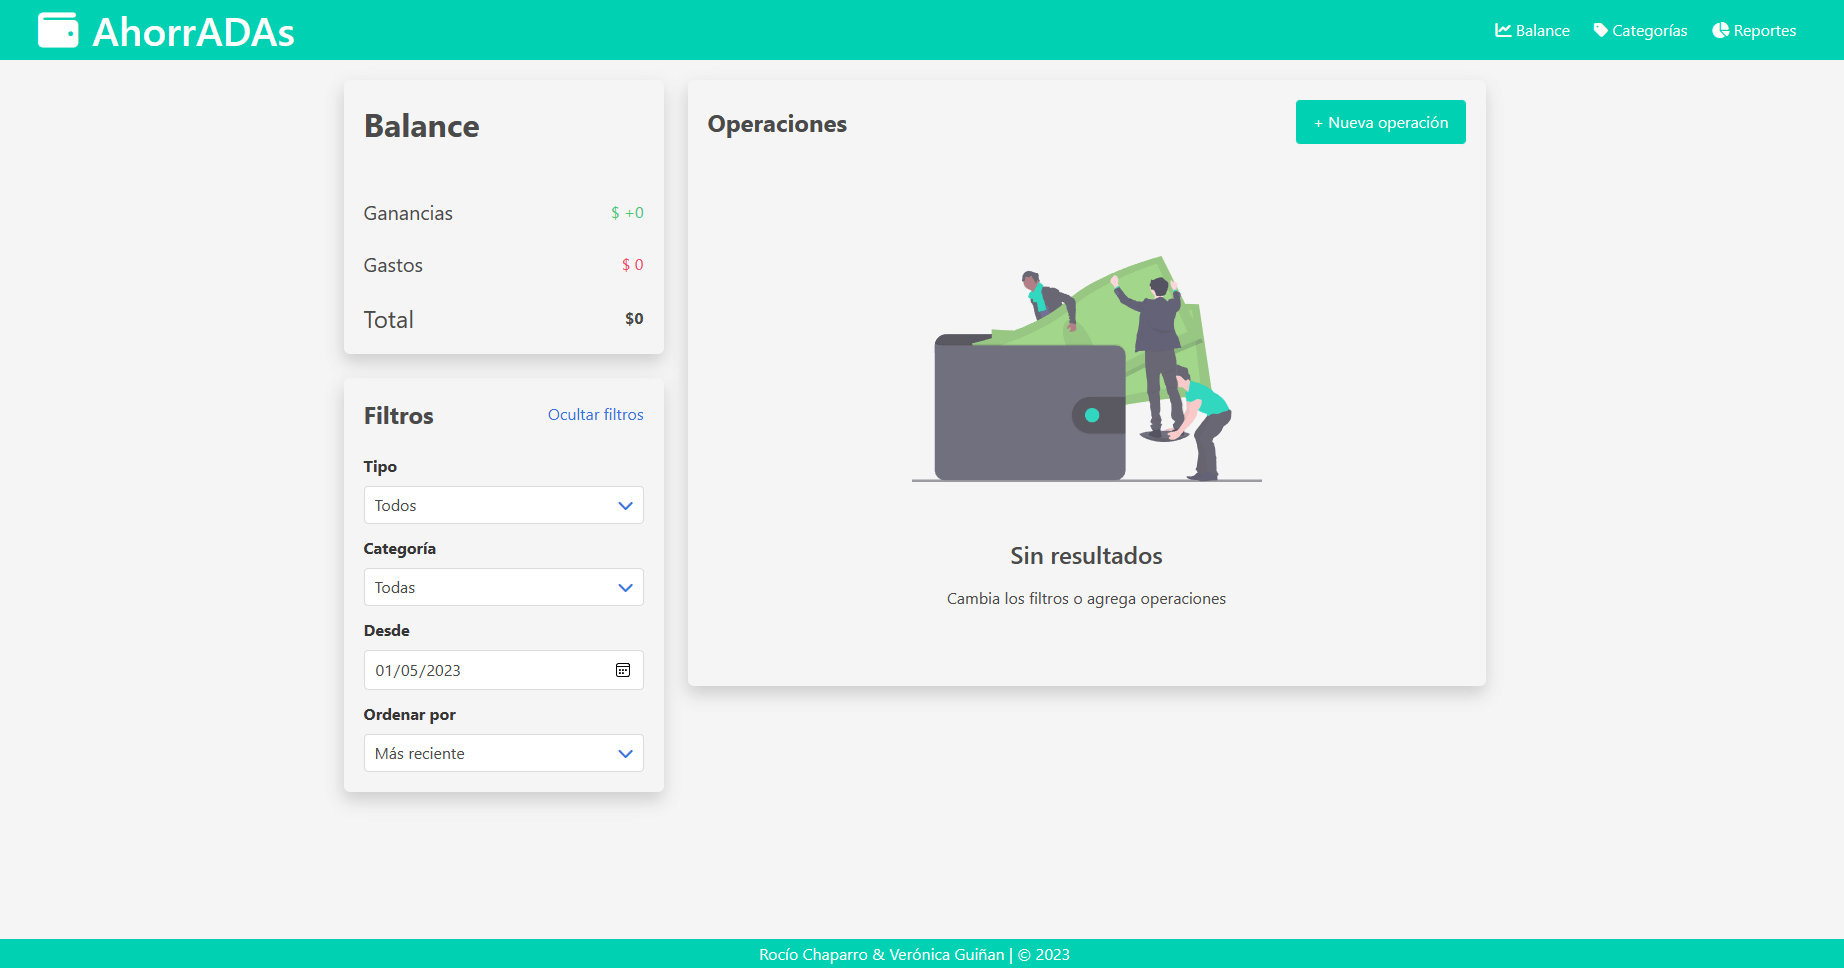 AhorrADAs
Balance
Categorías
Reportes
Balance
Ganancias
$ +0
Gastos
$ 0
Total
$0
Filtros
Ocultar filtros
Tipo
Todos
Categoría
Todas
Desde
01/05/2023
Ordenar por
Más reciente
Operaciones
+ Nueva operación
Sin resultados
Cambia los filtros o agrega operaciones
Rocío Chaparro & Verónica Guiñan | © 2023